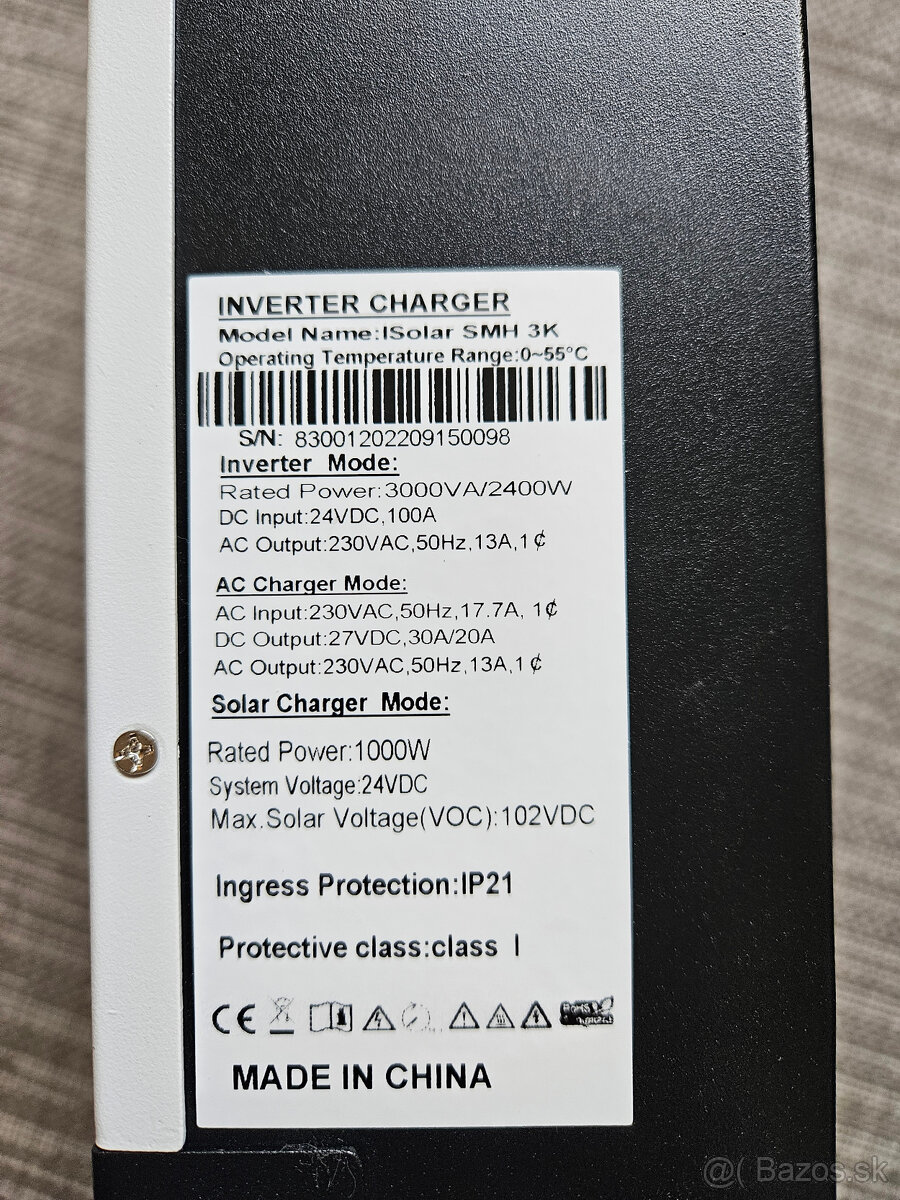 INVERTER CHARGER
Model Name:ISolar SMH 3K
Operating Temperature Range:0~55°C
S/N: 83001202209150098
Inverter Mode:
Rated Power:3000VA/2400W
DC Input:24VDC,100A
AC Output:230VAC,50Hz,13A,1¢
AC Charger Mode:
AC Input:230VAC,50Hz,17.7A, 1¢
DC Output:27VDC,30A/20A
AC Output:230VAC,50Hz,13A,1¢
Solar Charger Mode:
Rated Power:1000W
System Voltage:24VDC
Max.Solar Voltage(VOC):102VDC
Ingress Protection:IP21
Protective class:class I
CE RoHS
MADE IN CHINA
@( Bazos.sk